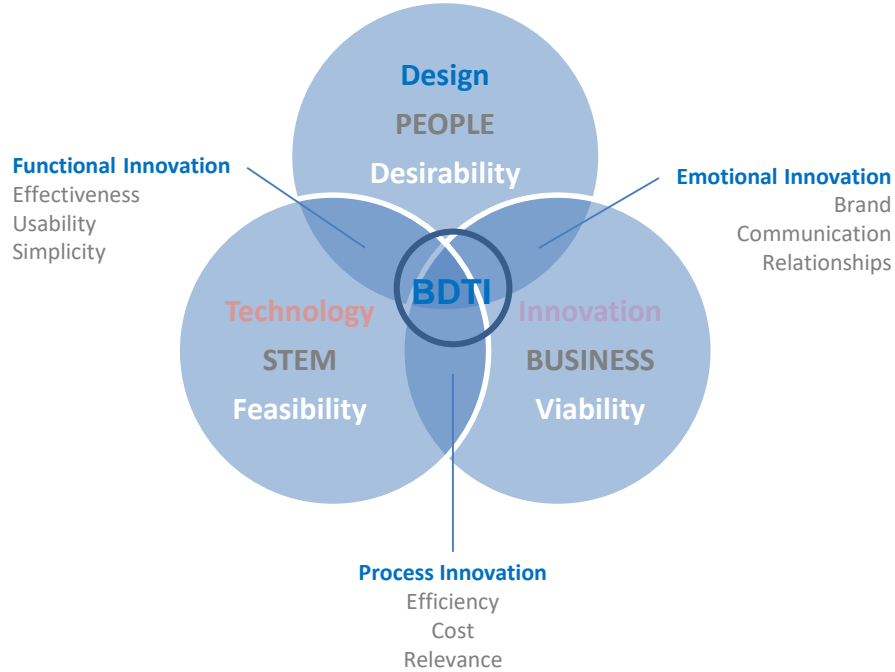 Design
PEOPLE
Desirability
Functional Innovation
Effectiveness
Usability
Simplicity
Emotional Innovation
Brand
Communication
Relationships
BDTI
Technology
STEM
Feasibility
Innovation
BUSINESS
Viability
Process Innovation
Efficiency
Cost
Relevance